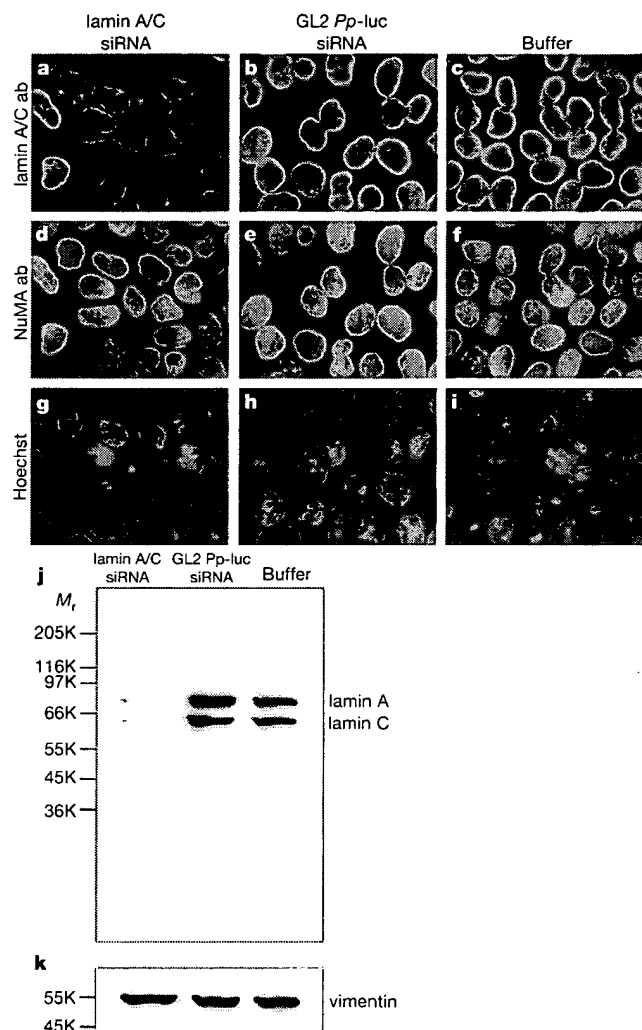 lamin A/C siRNA
GL2 Pp-luc siRNA
Buffer
lamin A/C ab
a
b
c
NuMA ab
d
e
f
Hoechst
g
h
i
j
lamin A/C siRNA
GL2 Pp-luc siRNA
Buffer
Mr
205K
116K
97K
66K
55K
45K
36K
lamin A
lamin C
k
55K
45K
vimentin